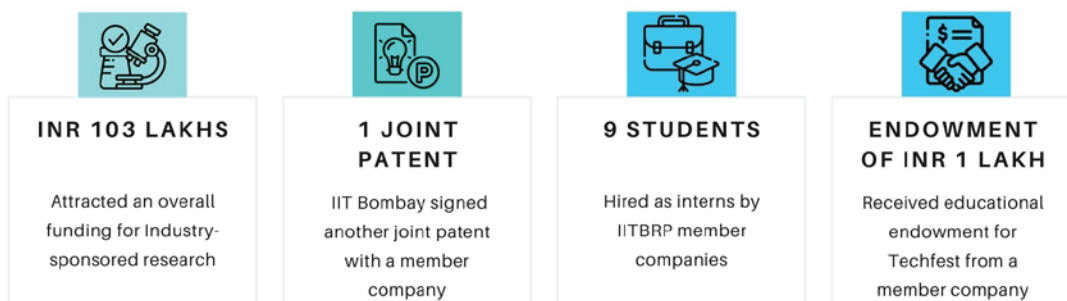 $
P
INR 103 LAKHS
Attracted an overall
funding for Industry-
sponsored research
1 JOINT
PATENT
IIT Bombay signed
another joint patent
with a member
company
9 STUDENTS
Hired as interns by
IITBRP member
companies
ENDOWMENT
OF INR 1 LAKH
Received educational
endowment for
Techfest from a
member company